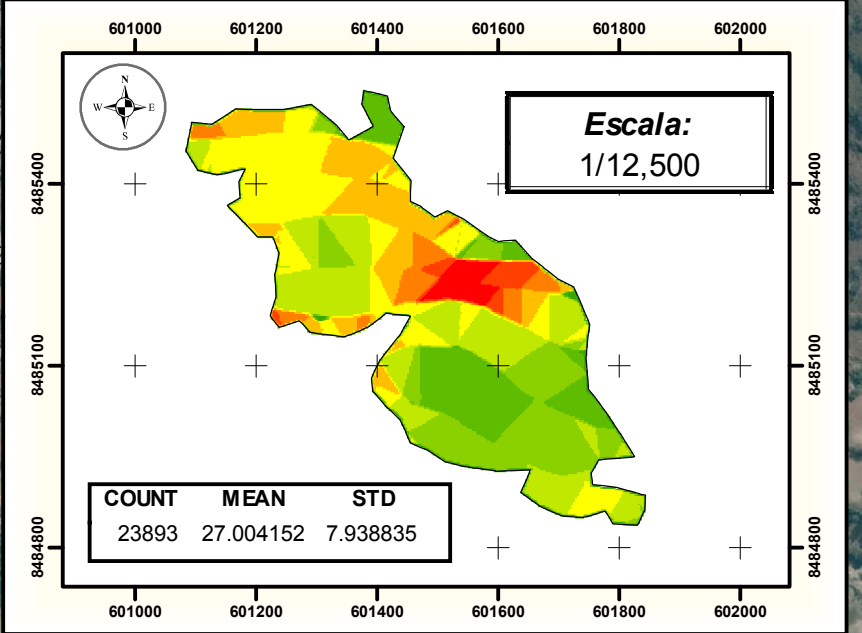 601000 601200 601400 601600 601800 602000
N
W E
S
Escala:
1/12,500
8485400 8485400
8485100 8485100
COUNT MEAN STD
23893 27.004152 7.938835
8484800 8484800
601000 601200 601400 601600 601800 602000